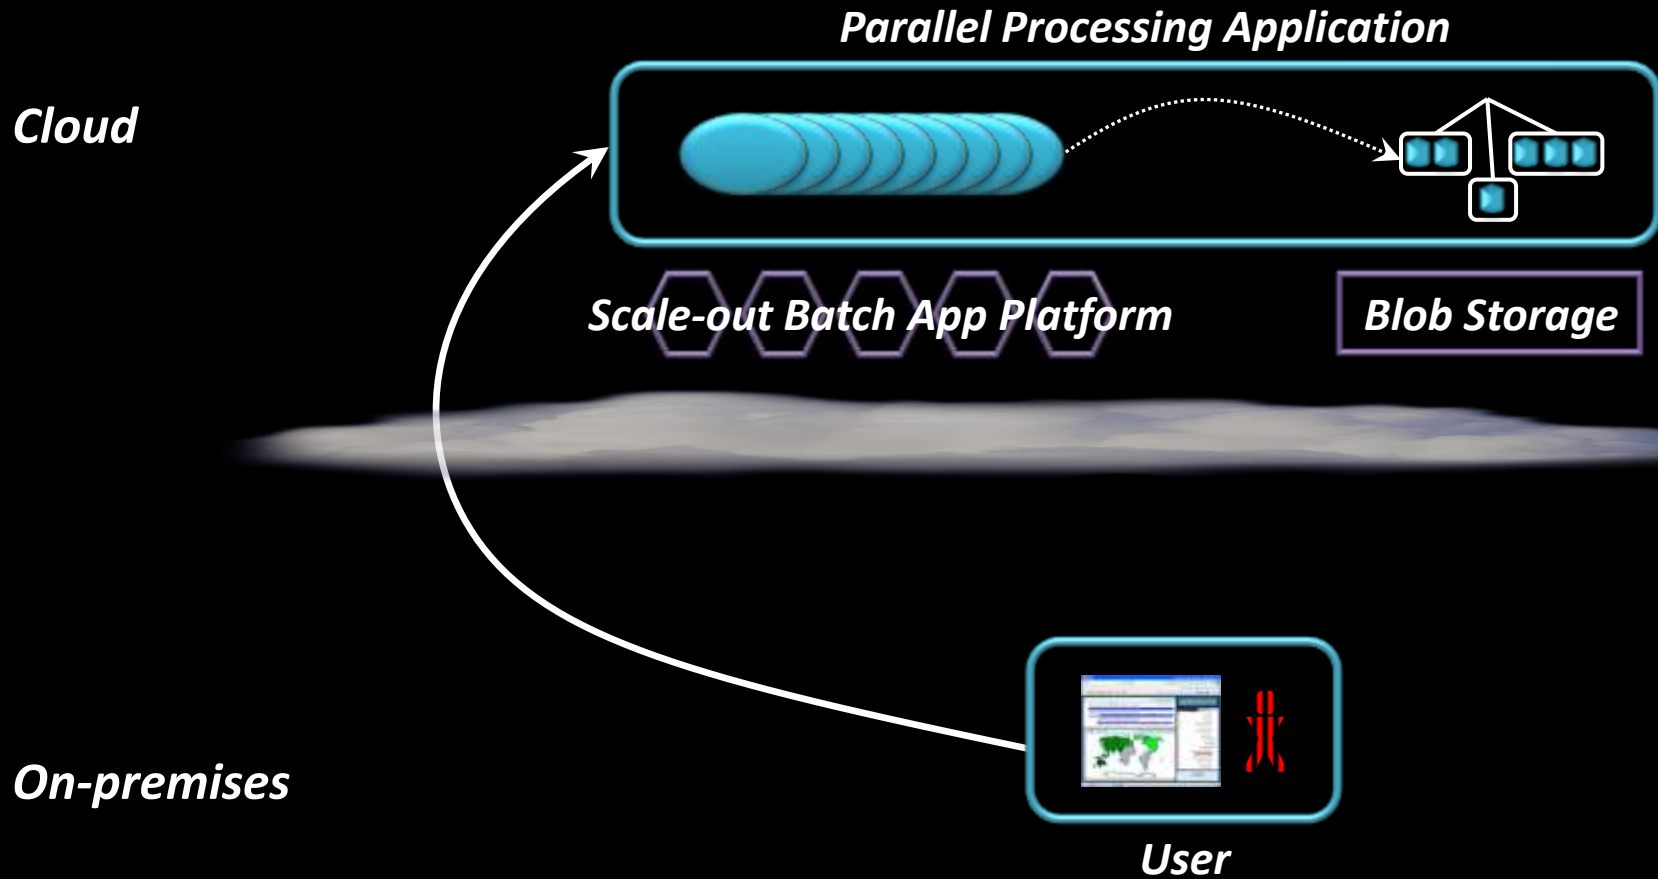 Parallel Processing Application
Cloud
Scale-out Batch App Platform
Blob Storage
On-premises
User